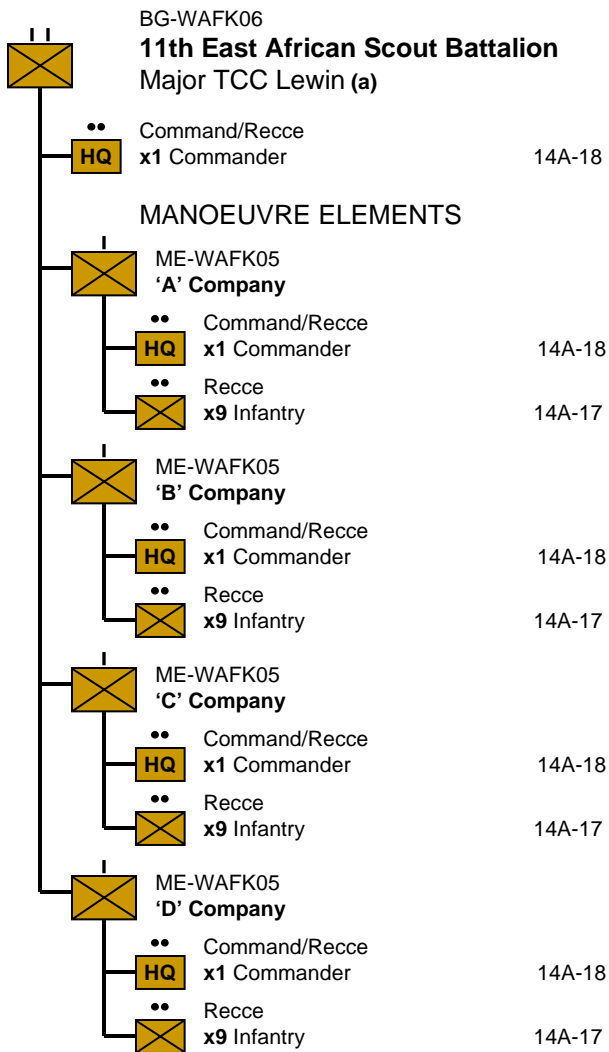 BG-WAFK06
11th East African Scout Battalion
Major TCC Lewin (a)
Command/Recce
HQ x1 Commander 14A-18
MANOEUVRE ELEMENTS
ME-WAFK05
‘A’ Company
Command/Recce
HQ x1 Commander 14A-18
Recce
x9 Infantry 14A-17
ME-WAFK05
‘B’ Company
Command/Recce
HQ x1 Commander 14A-18
Recce
x9 Infantry 14A-17
ME-WAFK05
‘C’ Company
Command/Recce
HQ x1 Commander 14A-18
Recce
x9 Infantry 14A-17
ME-WAFK05
‘D’ Company
Command/Recce
HQ x1 Commander 14A-18
Recce
x9 Infantry 14A-17